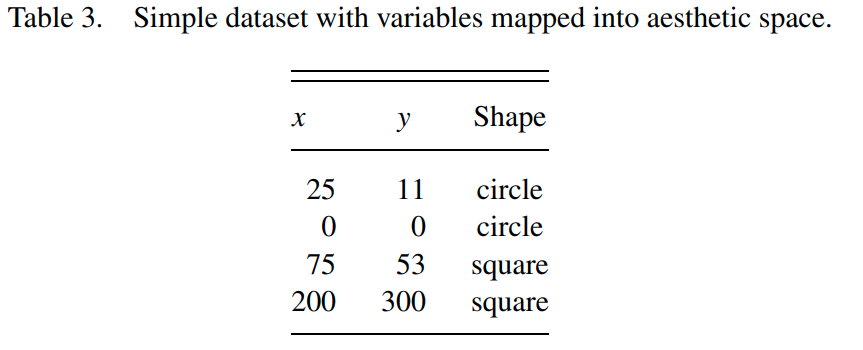 Table 3. Simple dataset with variables mapped into aesthetic space.
x y Shape
25 11 circle
0 0 circle
75 53 square
200 300 square